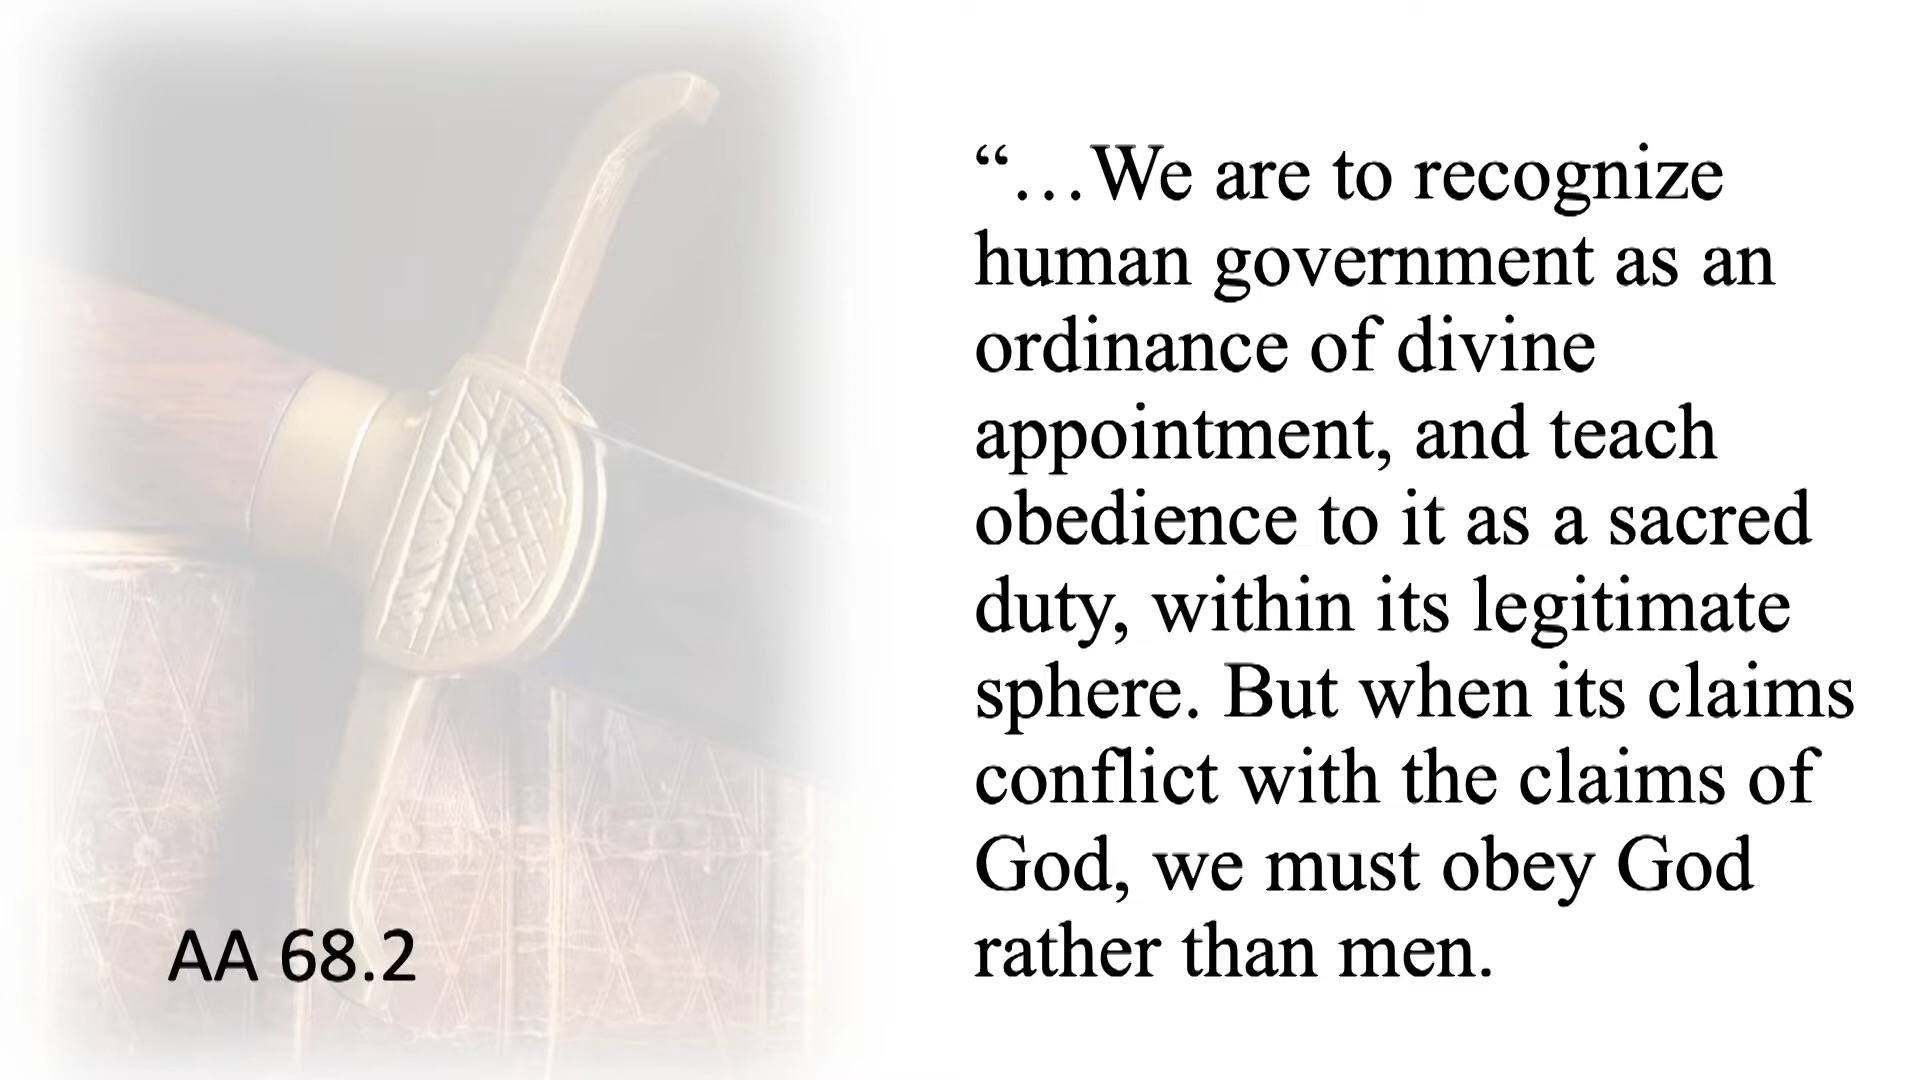 “…We are to recognize
human government as an
ordinance of divine
appointment, and teach
obedience to it as a sacred
duty, within its legitimate
sphere. But when its claims
conflict with the claims of
God, we must obey God
rather than men.
AA 68.2